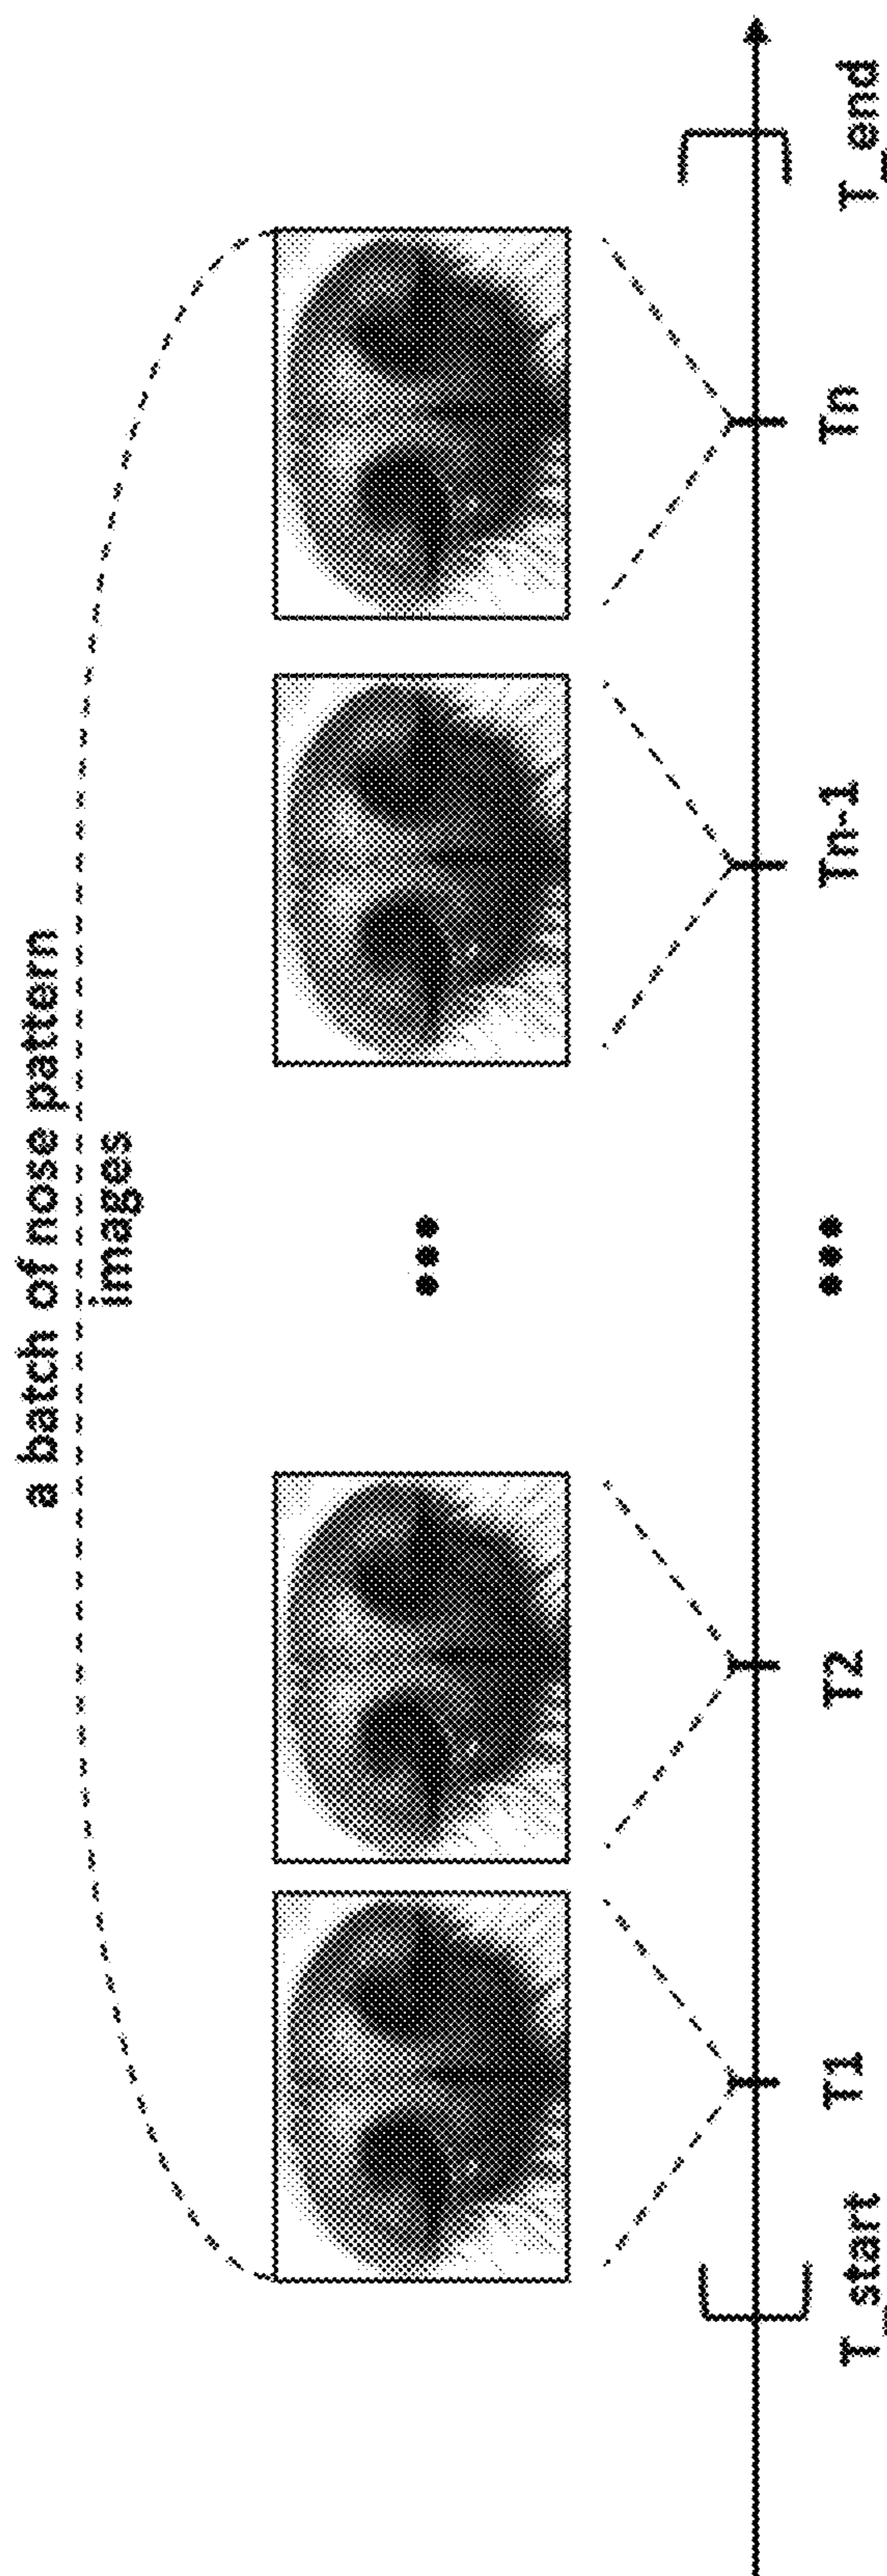 a batch of nose pattern
images
•••
•••
T_start
T1
T2
Tn-1
Tn
T_end